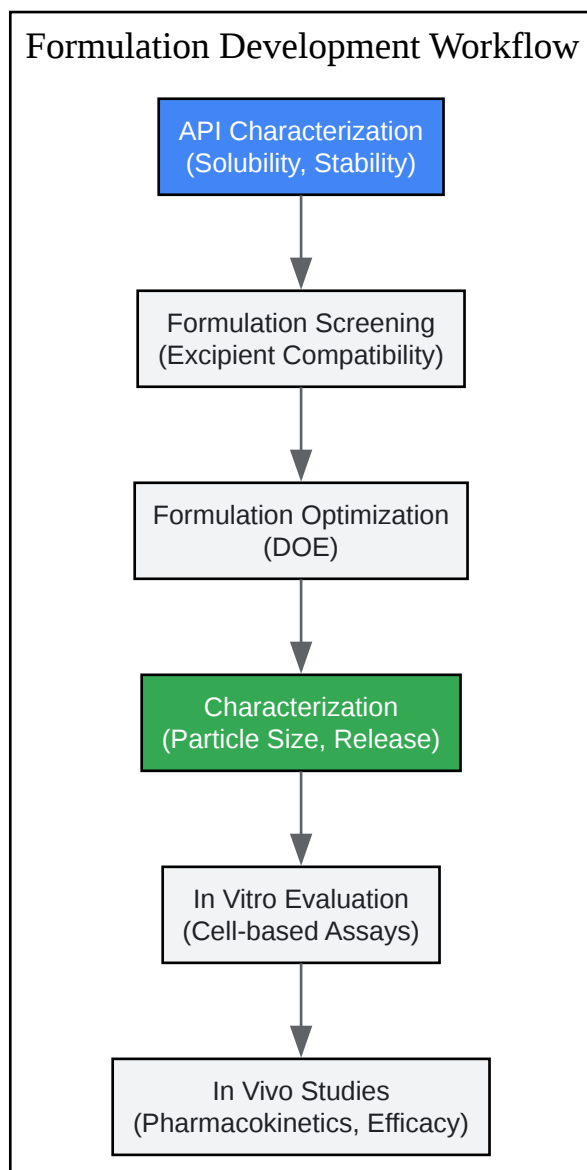 Formulation Development Workflow
API Characterization
(Solubility, Stability)
Formulation Screening
(Excipient Compatibility)
Formulation Optimization
(DOE)
Characterization
(Particle Size, Release)
In Vitro Evaluation
(Cell-based Assays)
In Vivo Studies
(Pharmacokinetics, Efficacy)